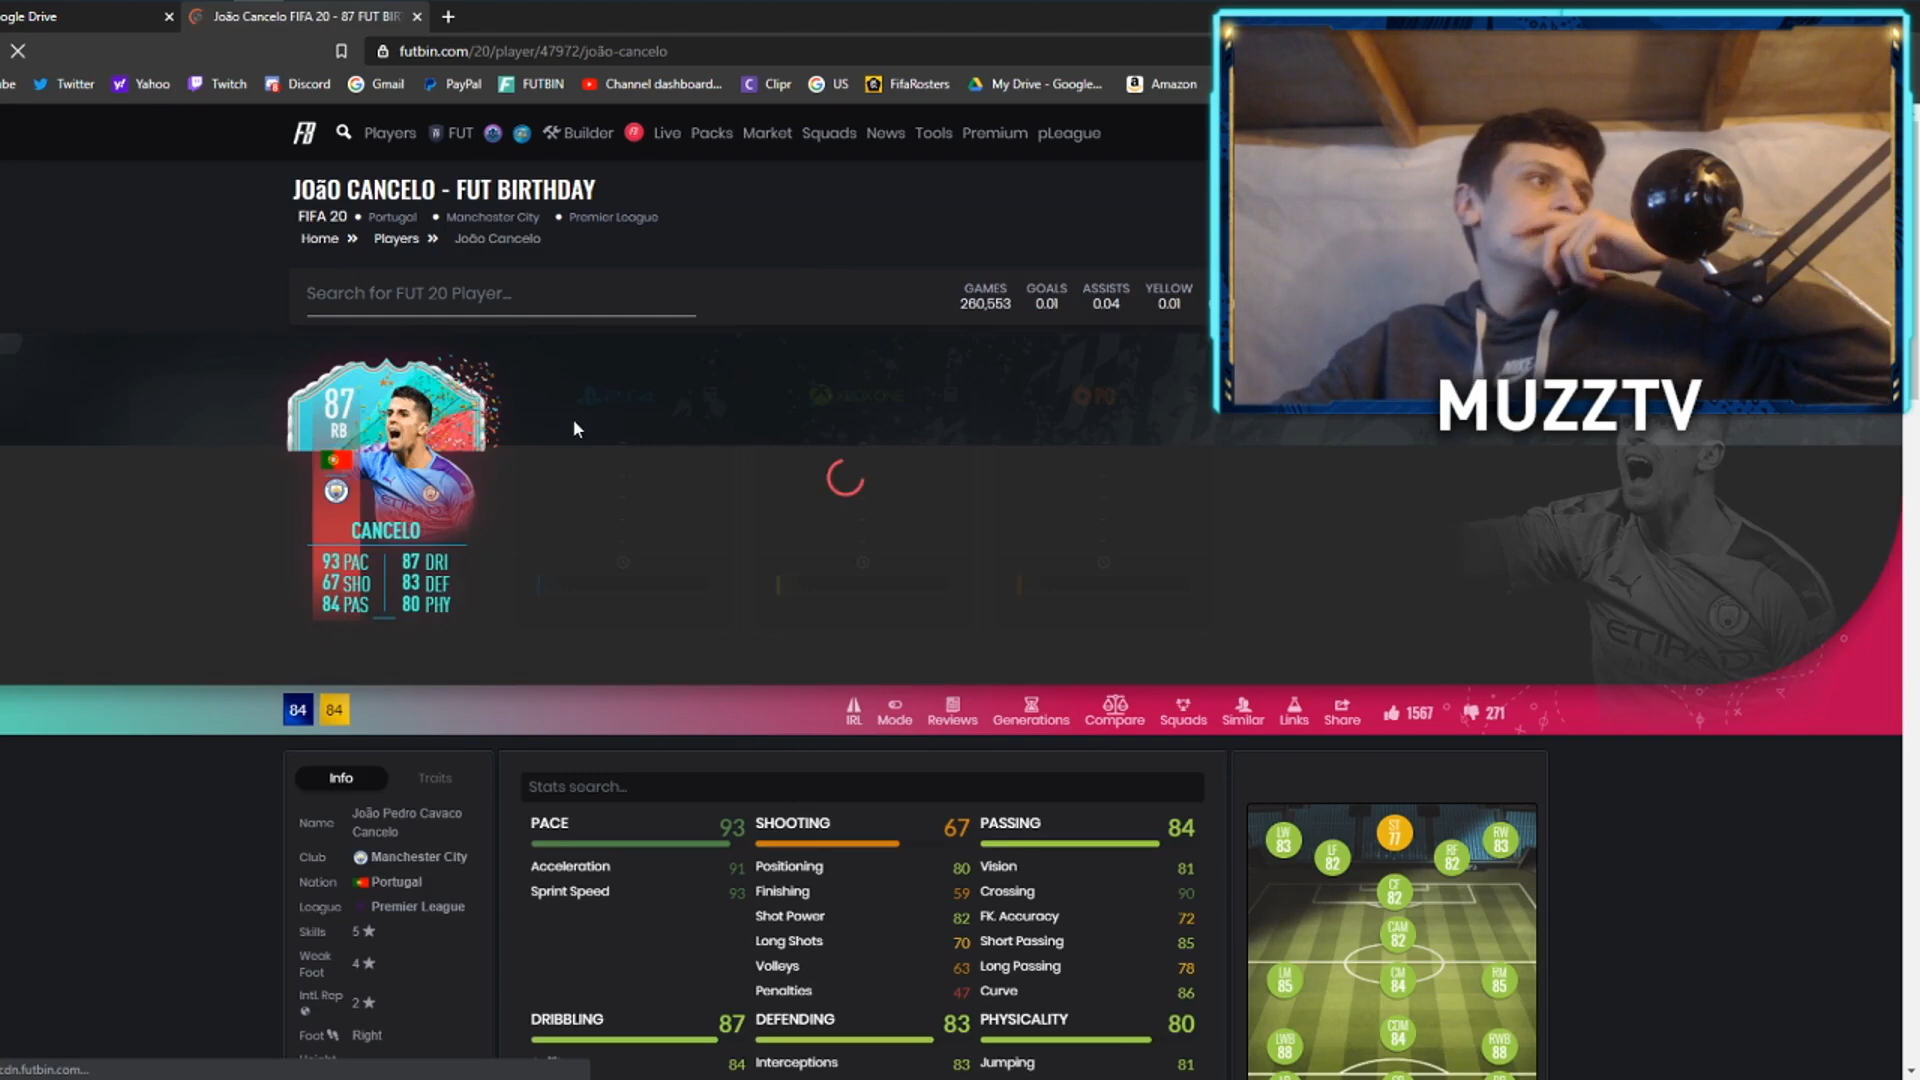 ogle Drive
João Cancelo FIFA 20 - 87 FUT BIR
futbin.com/20/player/47972/joão-cancelo
be Twitter Yahoo Twitch Discord Gmail PayPal FUTBIN Channel dashboard... Clipr US FifaRosters My Drive - Google... Amazon
FB Players FUT Builder Live Packs Market Squads News Tools Premium pLeague
JOãO CANCELO - FUT BIRTHDAY
FIFA 20 • Portugal • Manchester City • Premier League
Home » Players » João Cancelo
Search for FUT 20 Player...
GAMES GOALS ASSISTS YELLOW
260,553 0.01 0.04 0.01
NIKE
MUZZTV
87
RB
PS4
XBOX ONE
PC
ETIHAD
CANCELO
93 PAC 87 DRI
67 SHO 83 DEF
84 PAS 80 PHY
84 84
IRL Mode Reviews Generations Compare Squads Similar Links Share 1567 271
Info Traits
Name João Pedro Cavaco Cancelo
Club Manchester City
Nation Portugal
League Premier League
Skills 5★
Weak Foot 4★
Intl. Rep 2★
Foot Right
Height
Stats search...
PACE 93 SHOOTING 67 PASSING 84
Acceleration 91 Positioning 80 Vision 81
Sprint Speed 93 Finishing 59 Crossing 90
Shot Power 82 FK. Accuracy 72
Long Shots 70 Short Passing 85
Volleys 63 Long Passing 78
Penalties 47 Curve 86
DRIBBLING 87 DEFENDING 83 PHYSICALITY 80
84 Interceptions 83 Jumping 81
LW 83
ST 77
RW 83
LF 82
RF 82
CF 82
CAM 82
LM 85
CM 84
RM 85
CDM 84
LWB 88
RWB 88
cdn.futbin.com...